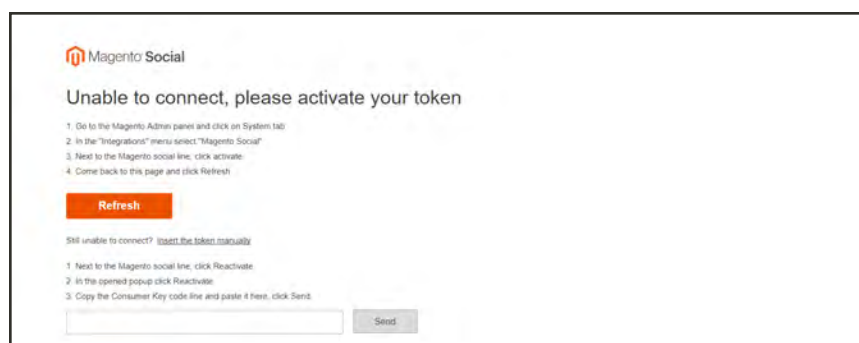 Magento Social
Unable to connect, please activate your token
1. Go to the Magento Admin panel and click on System tab
2. In the "Integrations" menu select "Magento Social"
3. Next to the Magento social line, click activate
4. Come back to this page and click Refresh
Refresh
Still unable to connect? Insert the token manually
1. Next to the Magento social line, click Reactivate
2. In the opened popup click Reactivate
3. Copy the Consumer Key code line and paste it here, click Send.
Send